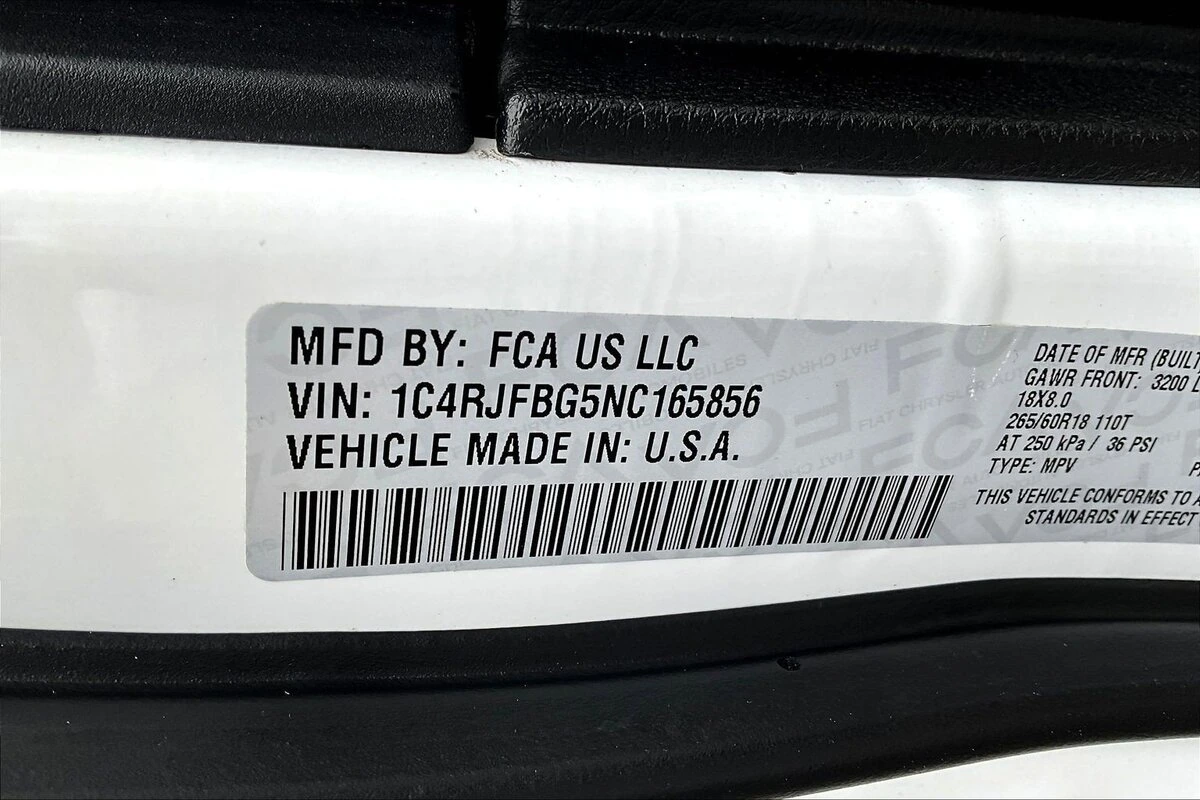 MFD BY: FCA US LLC
VIN: 1C4RJFBG5NC165856
VEHICLE MADE IN: U.S.A.
DATE OF MFR (BUILT
GAWR FRONT: 3200
18X8.0
265/60R18 110T
AT 250 kPa / 36 PSI
TYPE: MPV
THIS VEHICLE CONFORMS TO
STANDARDS IN EFFECT